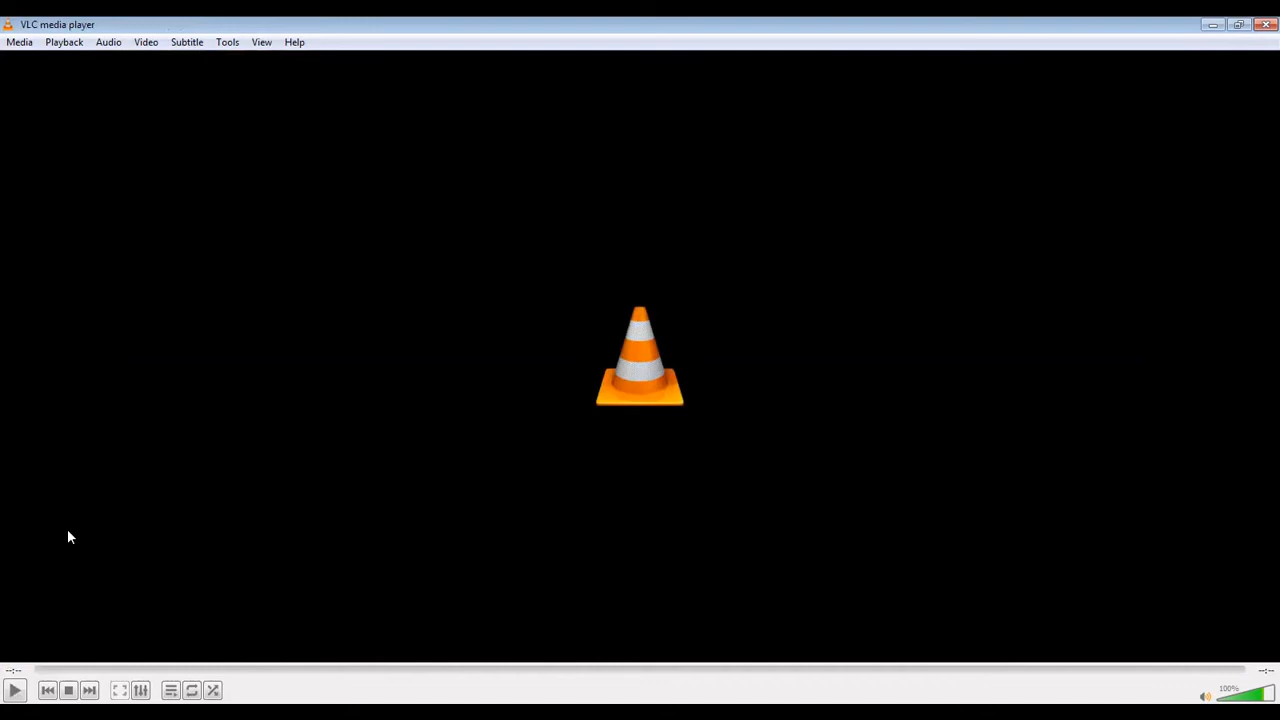 VLC media player
Media Playback Audio Video Subtitle Tools View Help
--:-- --:--
100%